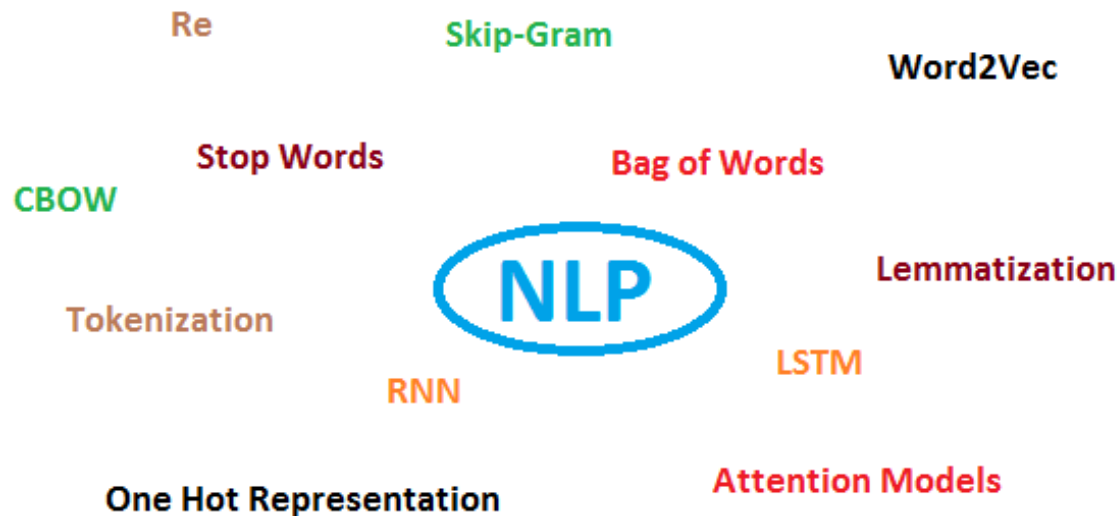 Re
Skip-Gram
Word2Vec
Stop Words
Bag of Words
CBOW
NLP
Lemmatization
Tokenization
LSTM
RNN
Attention Models
One Hot Representation